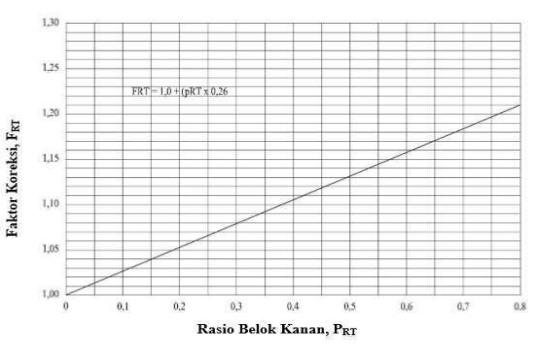 1,30
1,25
1,20
1,15
1,10
1,05
1,00
Faktor Koreksi, FRT
FRT = 1,0 + (pRT x 0,26
0 0,1 0,2 0,3 0,4 0,5 0,6 0,7 0,8
Rasio Belok Kanan, PRT